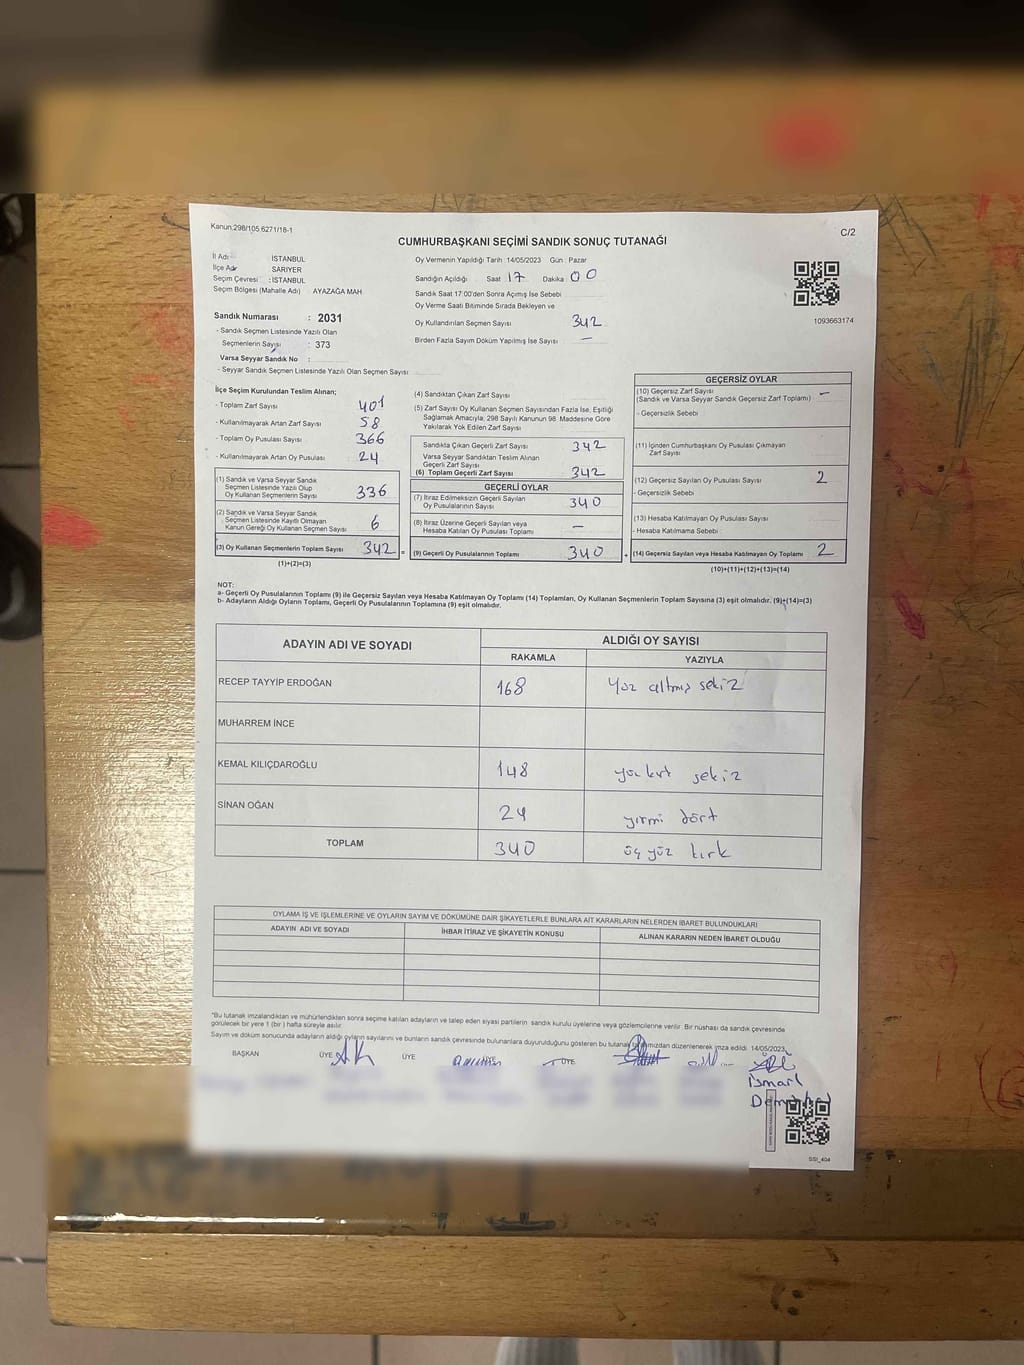 Kanun:298/105 6271/18-1
C/2
CUMHURBAŞKANI SEÇİMİ SANDIK SONUÇ TUTANAĞI
İl Adı : İSTANBUL
İlçe Adı : SARIYER
Seçim Çevresi : İSTANBUL
Seçim Bölgesi (Mahalle Adı) AYAZAĞA MAH
Sandık Numarası : 2031
- Sandık Seçmen Listesinde Yazılı Olan
Seçmenlerin Sayısı : 373
Varsa Seyyar Sandık No :
- Seyyar Sandık Seçmen Listesinde Yazılı Olan Seçmen Sayısı
Oy Vermenin Yapıldığı Tarih :14/05/2023 Gün : Pazar
Sandığın Açıldığı Saat 17 Dakika : 00
Sandık Saat 17:00'den Sonra Açmış İse Sebebi
Oy Verme Saati Bitiminde Sırada Bekleyen ve
Oy Kullandırılan Seçmen Sayısı 342
Birden Fazla Sayım Döküm Yapılmış İse Sayısı —
1093663174
İlçe Seçim Kurulundan Teslim Alınan;
- Toplam Zarf Sayısı 401
- Kullanılmayarak Artan Zarf Sayısı 58
- Toplam Oy Pusulası Sayısı 366
- Kullanılmayarak Artan Oy Pusulası 24
(1) Sandık ve Varsa Seyyar Sandık
Seçmen Listesinde Yazılı Olup
Oy Kullanan Seçmenlerin Sayısı 336
(2) Sandık ve Varsa Seyyar Sandık
Seçmen Listesinde Kayıtlı Olmayan
Kanun Gereği Oy Kullanan Seçmen Sayısı 6
(3) Oy Kullanan Seçmenlerin Toplam Sayısı 342 =
(1)+(2)=(3)
(4) Sandıktan Çıkan Zarf Sayısı
(5) Zarf Sayısı Oy Kullanan Seçmen Sayısından Fazla İse, Eşitliği
Sağlamak Amacıyla, 298 Sayılı Kanunun 98. Maddesine Göre
Yakılarak Yok Edilen Zarf Sayısı
Sandıkta Çıkan Geçerli Zarf Sayısı 342
Varsa Seyyar Sandıktan Teslim Alınan
Geçerli Zarf Sayısı
(6) Toplam Geçerli Zarf Sayısı 342
GEÇERLİ OYLAR
(7) İtiraz Edilmeksizin Geçerli Sayılan
Oy Pusulalarının Sayısı 340
(8) İtiraz Üzerine Geçerli Sayılan veya
Hesaba Katılan Oy Pusulası Toplamı —
(9) Geçerli Oy Pusulalarının Toplamı 340 +
GEÇERSİZ OYLAR
(10) Geçersiz Zarf Sayısı —
(Sandık ve Varsa Seyyar Sandık Geçersiz Zarf Toplamı)
- Geçersizlik Sebebi
(11) İçinden Cumhurbaşkanı Oy Pusulası Çıkmayan
Zarf Sayısı
(12) Geçersiz Sayılan Oy Pusulası Sayısı 2
- Geçersizlik Sebebi
(13) Hesaba Katılmayan Oy Pusulası Sayısı
- Hesaba Katılmama Sebebi
(14) Geçersiz Sayılan veya Hesaba Katılmayan Oy Toplamı 2
(10)+(11)+(12)+(13)=(14)
NOT:
a- Geçerli Oy Pusulalarının Toplamı (9) ile Geçersiz Sayılan veya Hesaba Katılmayan Oy Toplamı (14) Toplamları, Oy Kullanan Seçmenlerin Toplam Sayısına (3) eşit olmalıdır. (9)+(14)=(3)
b- Adayların Aldığı Oyların Toplamı, Geçerli Oy Pusulalarının Toplamına (9) eşit olmalıdır.
ADAYIN ADI VE SOYADI ALDIĞI OY SAYISI
RAKAMLA YAZIYLA
RECEP TAYYİP ERDOĞAN 168 Yüz altmış sekiz
MUHARREM İNCE
KEMAL KILIÇDAROĞLU 148 yüz kırk sekiz
SİNAN OĞAN 24 yirmi dört
TOPLAM 340 üç yüz kırk
OYLAMA İŞ VE İŞLEMLERİNE VE OYLARIN SAYIM VE DÖKÜMÜNE DAİR ŞİKAYETLERLE BUNLARA AİT KARARLARIN NELERDEN İBARET BULUNDUKLARI
ADAYIN ADI VE SOYADI İHBAR İTİRAZ VE ŞİKAYETİN KONUSU ALINAN KARARIN NEDEN İBARET OLDUĞU
*Bu tutanak imzalandıktan ve mühürlendikten sonra seçime katılan adayların ve talep eden siyasi partilerin sandık kurulu üyelerine veya gözlemcilerine verilir. Bir nüshası da sandık çevresinde
görülecek bir yere 1 (bir) hafta süreyle asılır.
Sayım ve döküm sonucunda adayların aldığı oyların sayılarını ve bunların sandık çevresinde bulunanlara duyurulduğunu gösteren bu tutanak tarafımızdan düzenlenerek imza edildi. 14/05/2023
BAŞKAN ÜYE AK ÜYE ÜYE ÜYE
İsmail
SSI_404